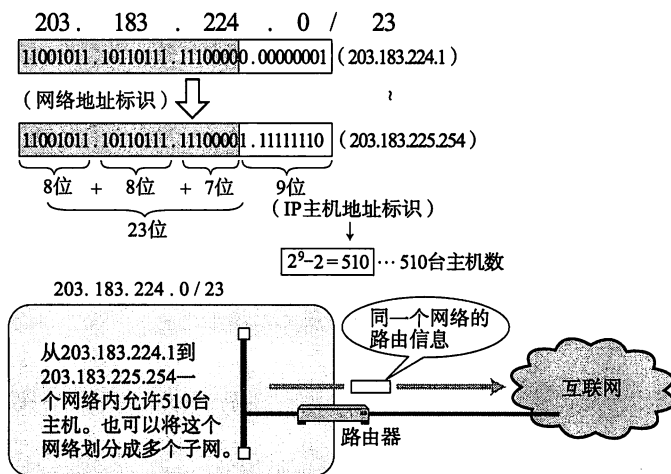 203. 183 . 224 . 0 / 23
11001011.10110111.11100000.00000001 (203.183.224.1)
(网络地址标识)
~
11001011.10110111.11100001.11111110 (203.183.225.254)
8位 + 8位 + 7位 9位
(IP主机地址标识)
23位
↓
2⁹−2=510 … 510台主机数
203.183.224.0/23
同一个网络的
路由信息
从203.183.224.1到
203.183.225.254一
个网络内允许510台
主机。也可以将这个
网络划分成多个子网。
互联网
路由器